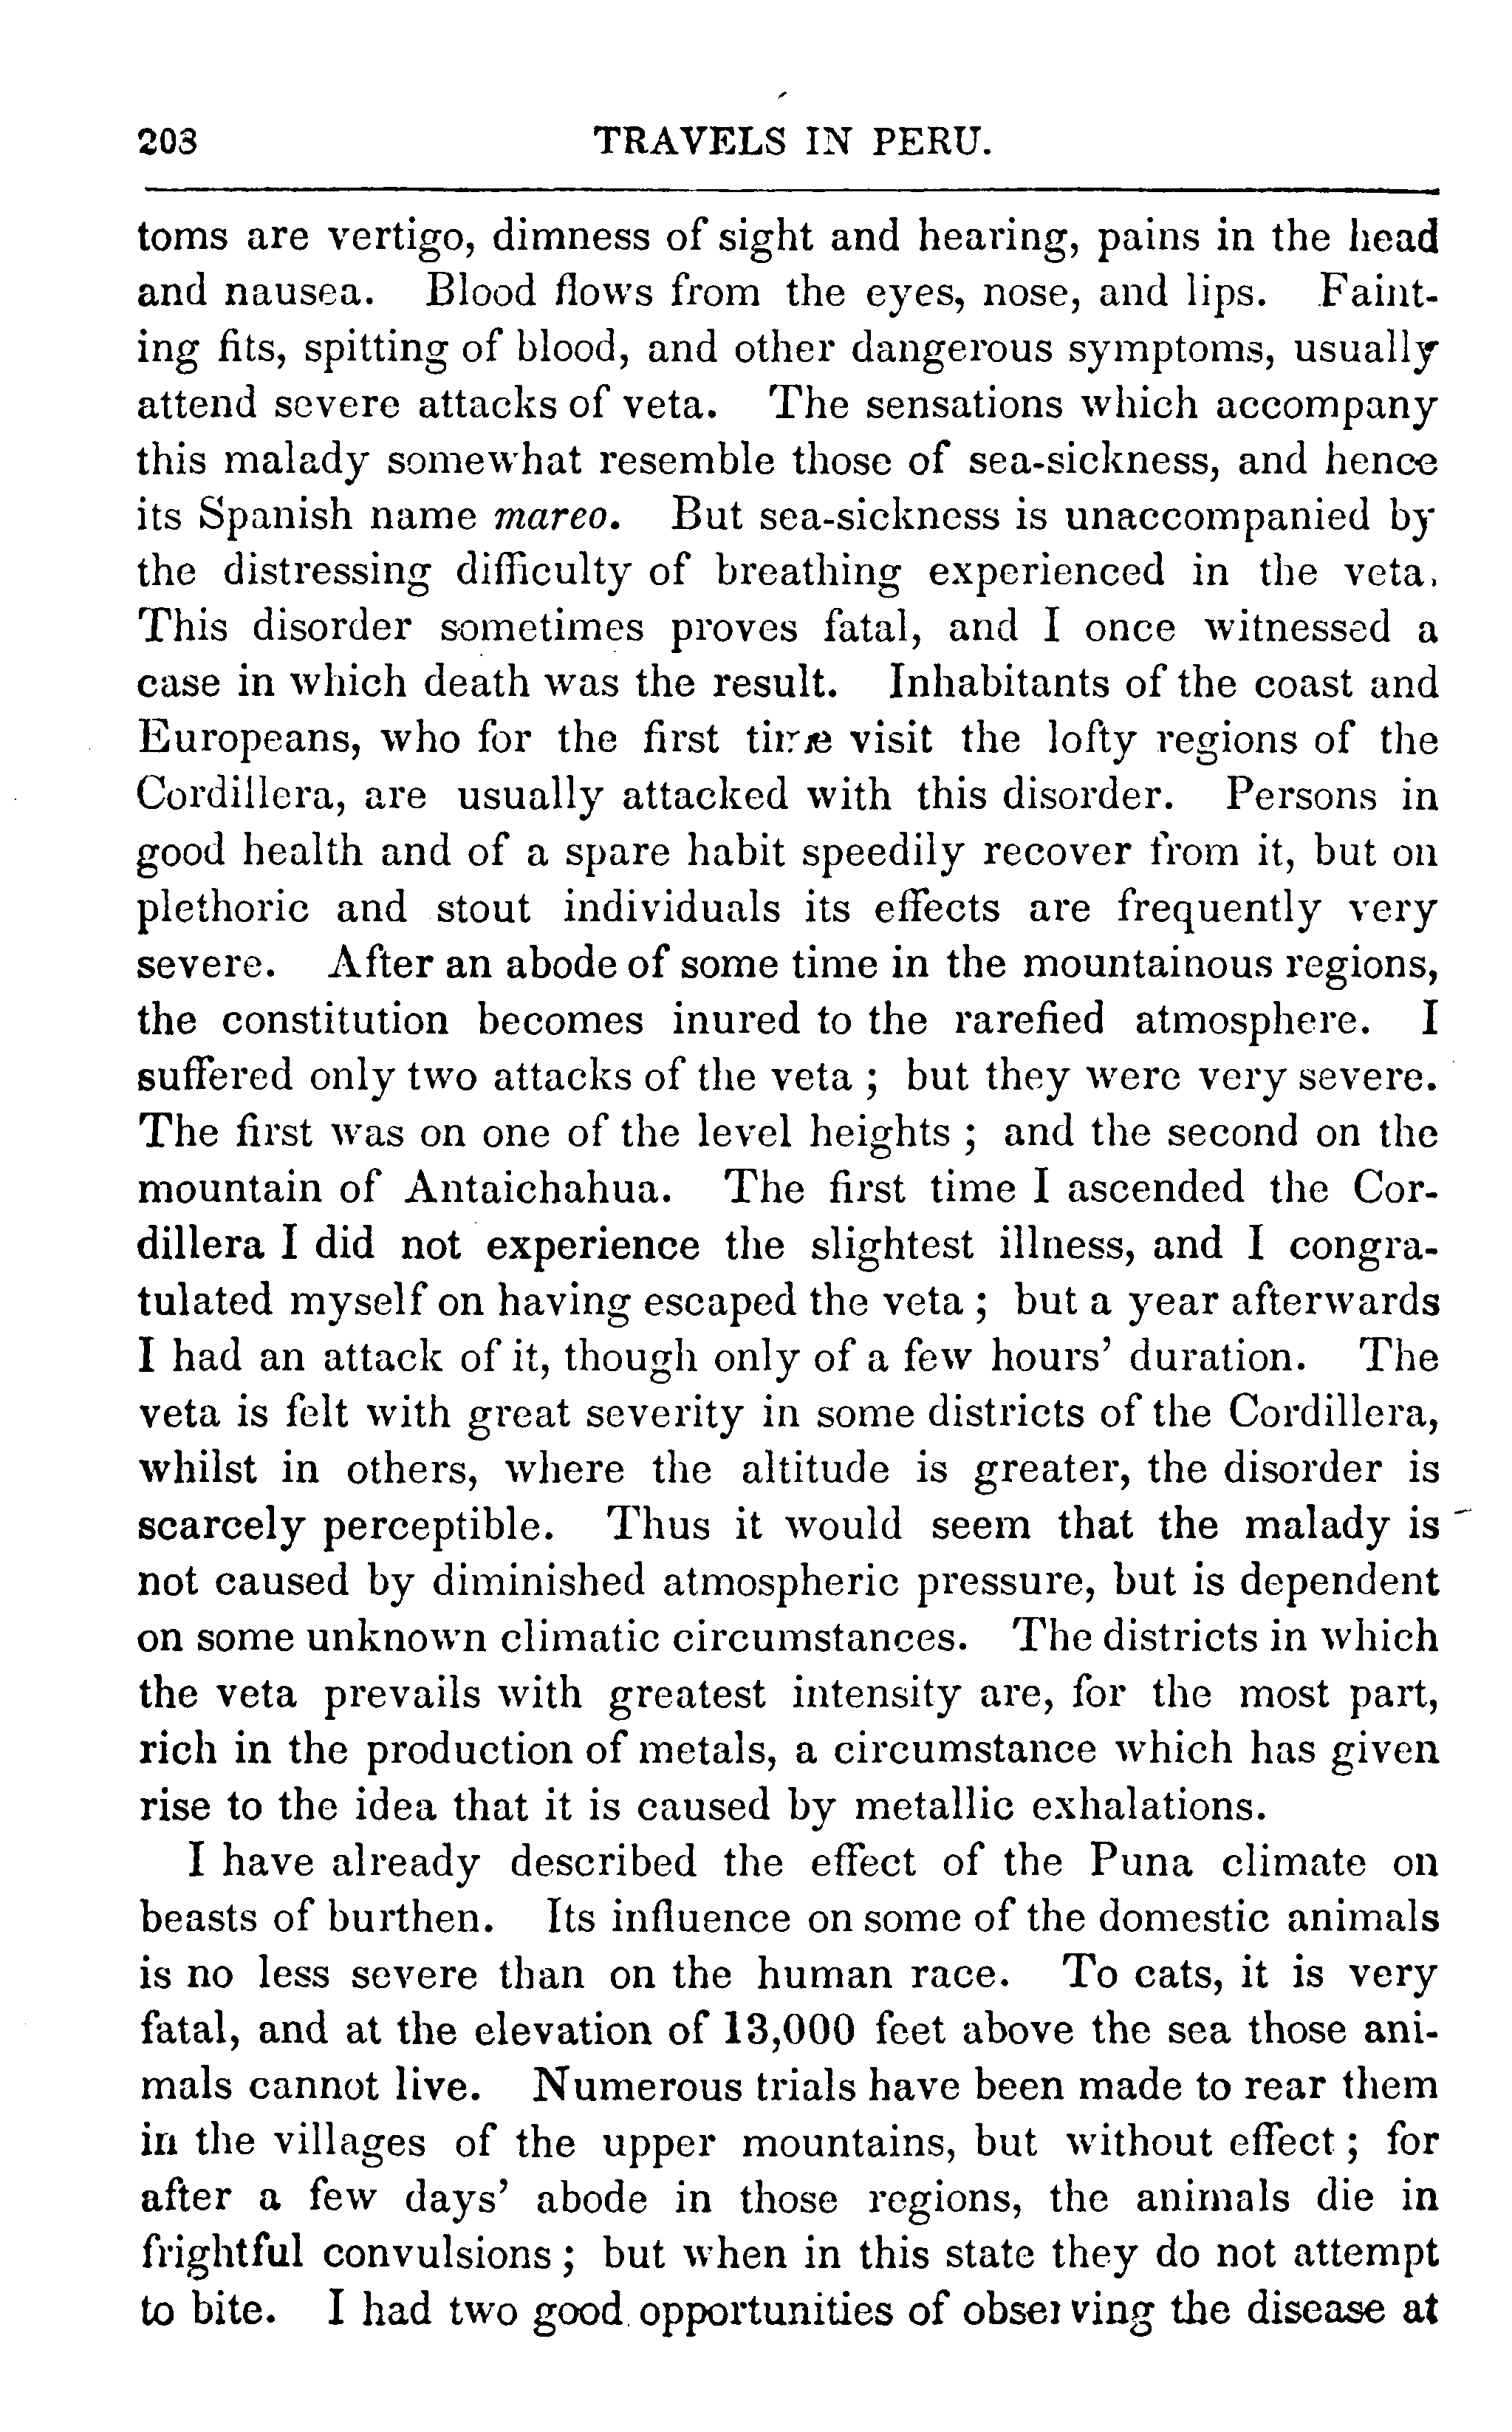 203 TRAVELS IN PERU.
toms are vertigo, dimness of sight and hearing, pains in the head
and nausea. Blood flows from the eyes, nose, and lips. Faint-
ing fits, spitting of blood, and other dangerous symptoms, usually
attend severe attacks of veta. The sensations which accompany
this malady somewhat resemble those of sea-sickness, and hence
its Spanish name mareo. But sea-sickness is unaccompanied by
the distressing difficulty of breathing experienced in the veta.
This disorder sometimes proves fatal, and I once witnessed a
case in which death was the result. Inhabitants of the coast and
Europeans, who for the first time visit the lofty regions of the
Cordillera, are usually attacked with this disorder. Persons in
good health and of a spare habit speedily recover from it, but on
plethoric and stout individuals its effects are frequently very
severe. After an abode of some time in the mountainous regions,
the constitution becomes inured to the rarefied atmosphere. I
suffered only two attacks of the veta ; but they were very severe.
The first was on one of the level heights ; and the second on the
mountain of Antaichahua. The first time I ascended the Cor-
dillera I did not experience the slightest illness, and I congra-
tulated myself on having escaped the veta ; but a year afterwards
I had an attack of it, though only of a few hours' duration. The
veta is felt with great severity in some districts of the Cordillera,
whilst in others, where the altitude is greater, the disorder is
scarcely perceptible. Thus it would seem that the malady is
not caused by diminished atmospheric pressure, but is dependent
on some unknown climatic circumstances. The districts in which
the veta prevails with greatest intensity are, for the most part,
rich in the production of metals, a circumstance which has given
rise to the idea that it is caused by metallic exhalations.
I have already described the effect of the Puna climate on
beasts of burthen. Its influence on some of the domestic animals
is no less severe than on the human race. To cats, it is very
fatal, and at the elevation of 13,000 feet above the sea those ani-
mals cannot live. Numerous trials have been made to rear them
in the villages of the upper mountains, but without effect ; for
after a few days' abode in those regions, the animals die in
frightful convulsions ; but when in this state they do not attempt
to bite. I had two good opportunities of observing the disease at